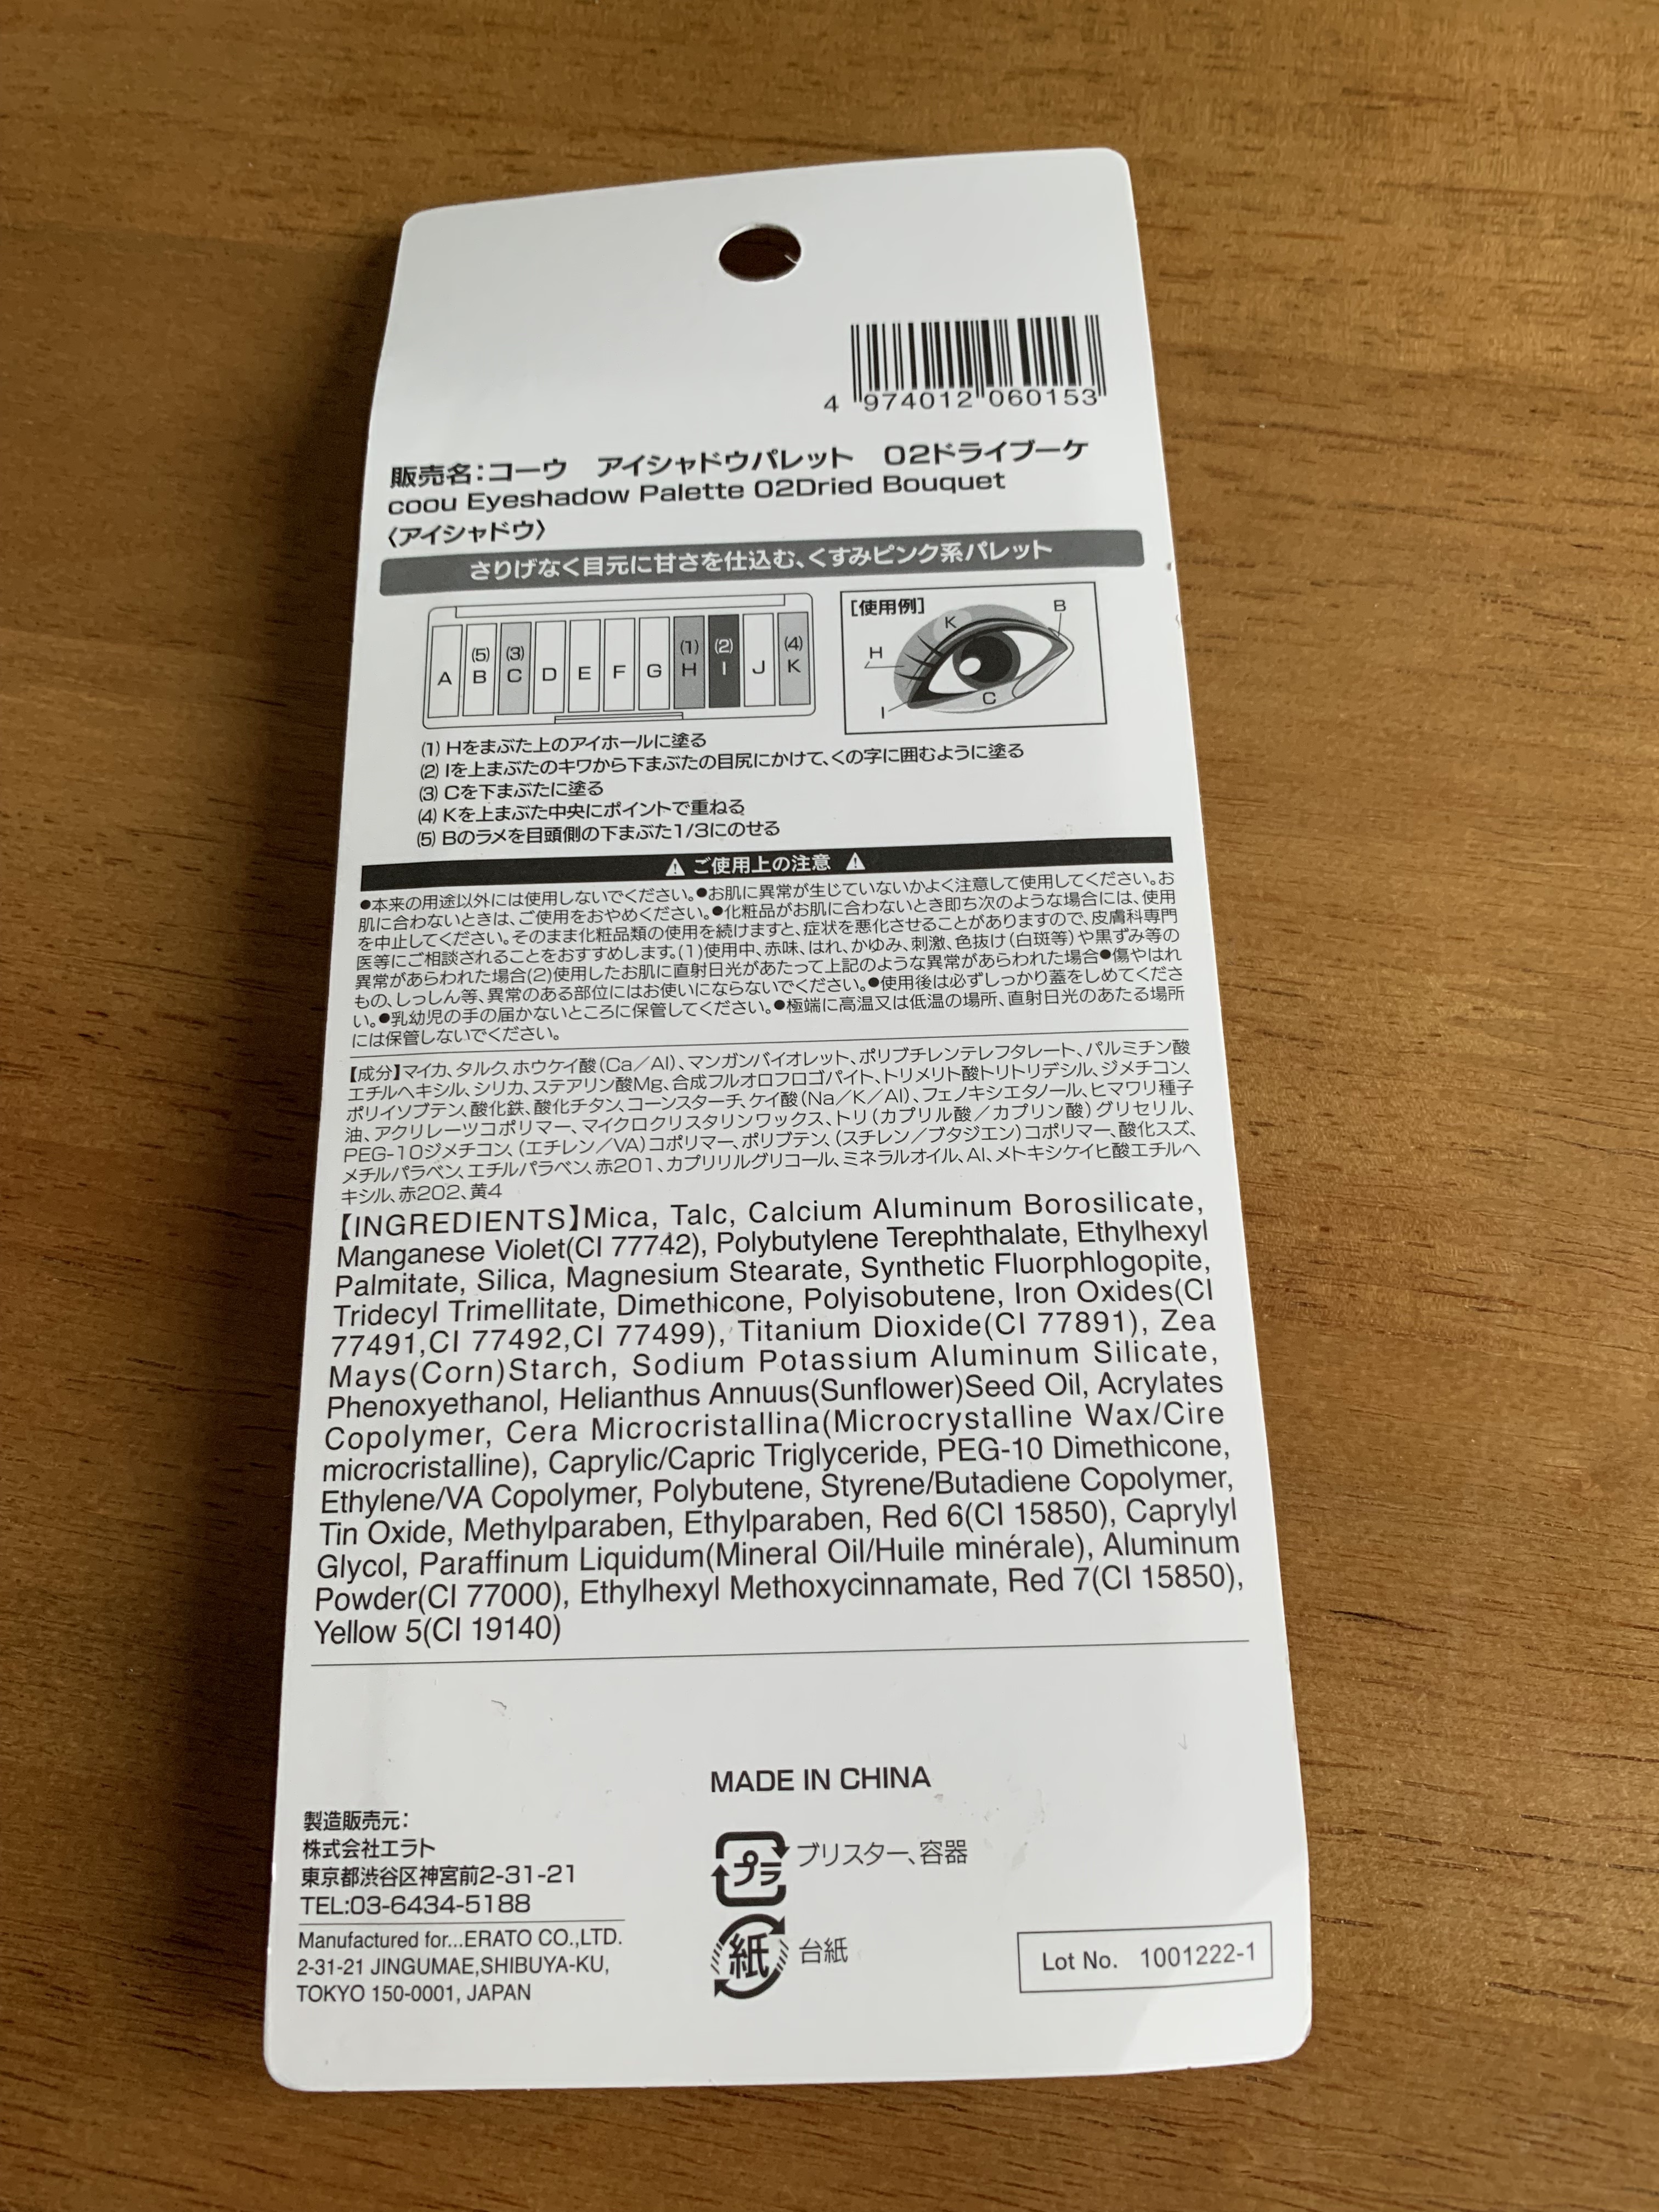 4 974012 060153
販売名:コーウ　アイシャドウパレット　02ドライブーケ
coou Eyeshadow Palette 02Dried Bouquet
〈アイシャドウ〉
さりげなく目元に甘さを仕込む、くすみピンク系パレット
A (5)B (3)C D E F G (1)H (2)I J (4)K
[使用例]
K
B
H
C
I
(1) Hをまぶた上のアイホールに塗る
(2) Iを上まぶたのキワから下まぶたの目尻にかけて、くの字に囲むように塗る
(3) Cを下まぶたに塗る
(4) Kを上まぶた中央にポイントで重ねる
(5) Bのラメを目頭側の下まぶた1/3にのせる
ご使用上の注意
●本来の用途以外には使用しないでください。●お肌に異常が生じていないかよく注意して使用してください。お
肌に合わないときは、ご使用をおやめください。●化粧品がお肌に合わないとき即ち次のような場合には、使用
を中止してください。そのまま化粧品類の使用を続けますと、症状を悪化させることがありますので、皮膚科専門
医等にご相談されることをおすすめします。(1)使用中、赤味、はれ、かゆみ、刺激、色抜け(白斑等)や黒ずみ等の
異常があらわれた場合(2)使用したお肌に直射日光があたって上記のような異常があらわれた場合●傷やはれ
もの、しっしん等、異常のある部位にはお使いにならないでください。●使用後は必ずしっかり蓋をしめてくださ
い。●乳幼児の手の届かないところに保管してください。●極端に高温又は低温の場所、直射日光のあたる場所
には保管しないでください。
【成分】マイカ、タルク、ホウケイ酸(Ca/Al)、マンガンバイオレット、ポリブチレンテレフタレート、パルミチン酸
エチルヘキシル、シリカ、ステアリン酸Mg、合成フルオロフロゴパイト、トリメリト酸トリトリデシル、ジメチコン、
ポリイソブテン、酸化鉄、酸化チタン、コーンスターチ、ケイ酸(Na/K/Al)、フェノキシエタノール、ヒマワリ種子
油、アクリレーツコポリマー、マイクロクリスタリンワックス、トリ(カプリル酸/カプリン酸)グリセリル、
PEG-10ジメチコン、(エチレン/VA)コポリマー、ポリブテン、(スチレン/ブタジエン)コポリマー、酸化スズ、
メチルパラベン、エチルパラベン、赤201、カプリリルグリコール、ミネラルオイル、Al、メトキシケイヒ酸エチルヘ
キシル、赤202、黄4
【INGREDIENTS】Mica, Talc, Calcium Aluminum Borosilicate,
Manganese Violet(CI 77742), Polybutylene Terephthalate, Ethylhexyl
Palmitate, Silica, Magnesium Stearate, Synthetic Fluorphlogopite,
Tridecyl Trimellitate, Dimethicone, Polyisobutene, Iron Oxides(CI
77491,CI 77492,CI 77499), Titanium Dioxide(CI 77891), Zea
Mays(Corn)Starch, Sodium Potassium Aluminum Silicate,
Phenoxyethanol, Helianthus Annuus(Sunflower)Seed Oil, Acrylates
Copolymer, Cera Microcristallina(Microcrystalline Wax/Cire
microcristalline), Caprylic/Capric Triglyceride, PEG-10 Dimethicone,
Ethylene/VA Copolymer, Polybutene, Styrene/Butadiene Copolymer,
Tin Oxide, Methylparaben, Ethylparaben, Red 6(CI 15850), Caprylyl
Glycol, Paraffinum Liquidum(Mineral Oil/Huile minérale), Aluminum
Powder(CI 77000), Ethylhexyl Methoxycinnamate, Red 7(CI 15850),
Yellow 5(CI 19140)
MADE IN CHINA
製造販売元:
株式会社エラト
東京都渋谷区神宮前2-31-21
TEL:03-6434-5188
Manufactured for...ERATO CO.,LTD.
2-31-21 JINGUMAE,SHIBUYA-KU,
TOKYO 150-0001, JAPAN
プラ ブリスター、容器
紙 台紙
Lot No. 1001222-1